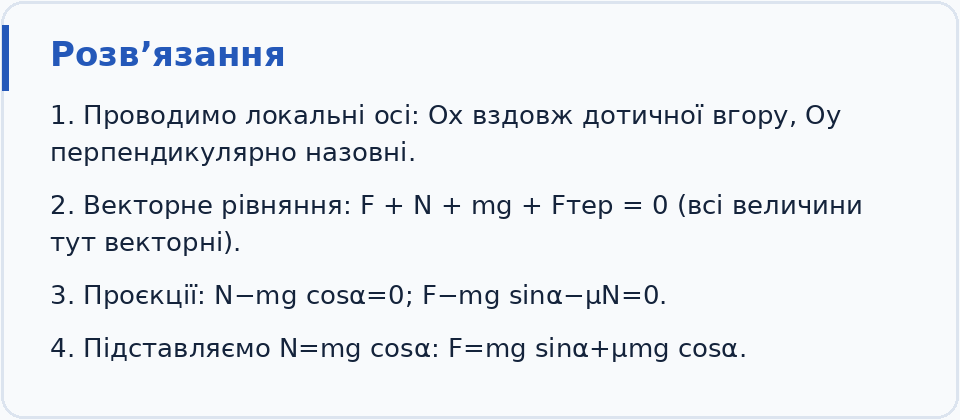 Розв’язання
1. Проводимо локальні осі: Ох вздовж дотичної вгору, Оу
перпендикулярно назовні.
2. Векторне рівняння: F + N + mg + Fтер = 0 (всі величини
тут векторні).
3. Проєкції: N−mg cosα=0; F−mg sinα−μN=0.
4. Підставляємо N=mg cosα: F=mg sinα+μmg cosα.